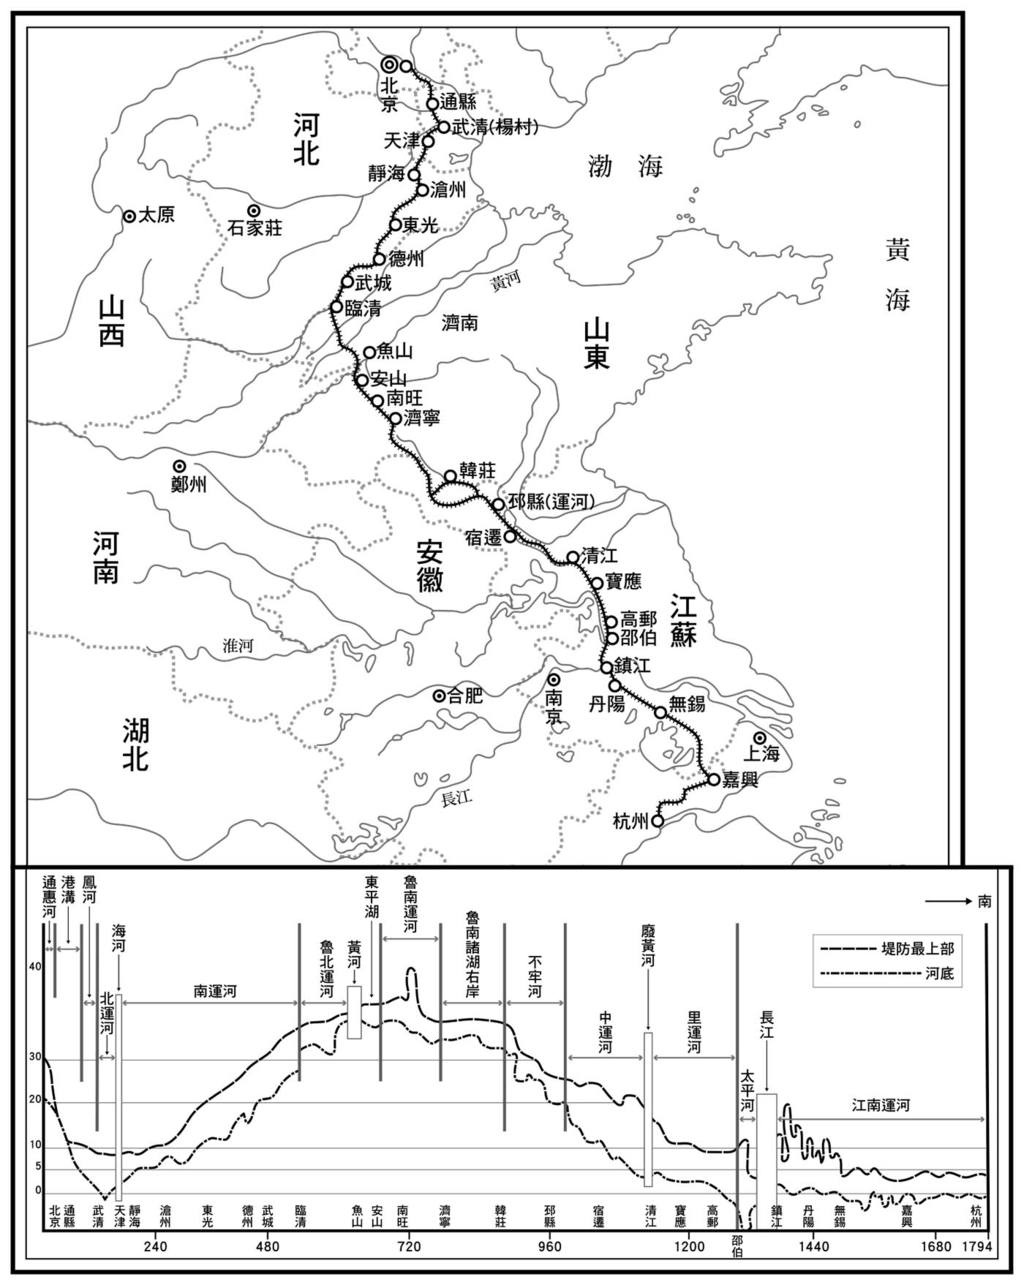 北京
通縣
武清(楊村)
河北
天津
渤海
靜海
滄州
太原
石家莊
東光
黃海
德州
武城
黃河
臨清
山西
濟南
山東
魚山
安山
南旺
濟寧
鄭州
韓莊
邳縣(運河)
宿遷
河南
安徽
清江
寶應
江蘇
高郵
邵伯
淮河
鎮江
合肥
南京
丹陽
無錫
湖北
上海
嘉興
長江
杭州
通惠河
港溝
鳳河
海河
北運河
南運河
魯北運河
黃河
東平湖
魯南運河
魯南諸湖右岸
不牢河
中運河
廢黃河
里運河
太平河
長江
江南運河
南
堤防最上部
河底
40
30
20
10
5
0
北京 通縣 武清 天津 靜海 滄州 東光 德州 武城 臨清 魚山 安山 南旺 濟寧 韓莊 邳縣 宿遷 清江 寶應 高郵 邵伯 鎮江 丹陽 無錫 嘉興 杭州
240 480 720 960 1200 1440 1680 1794